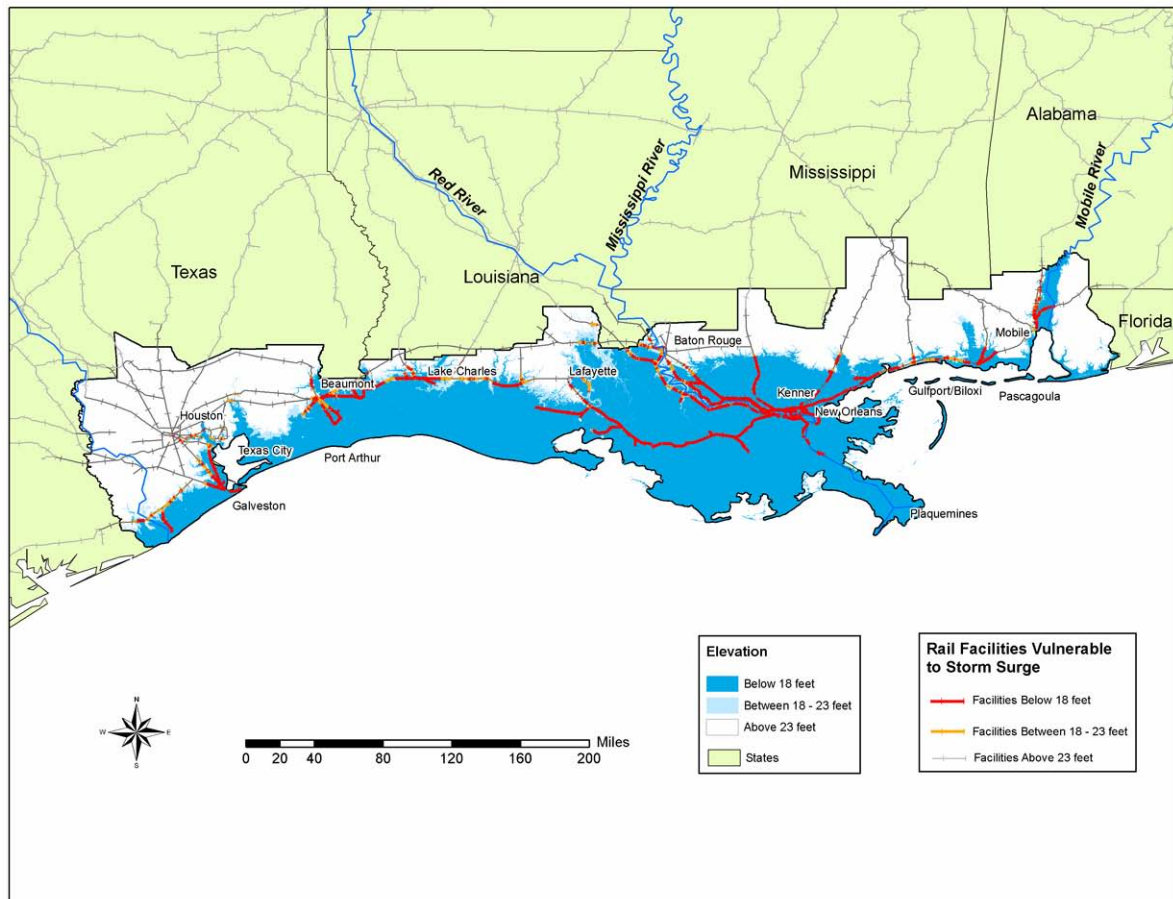 Alabama
Mississippi
Red River
Mississippi River
Mobile River
Texas
Louisiana
Florida
Mobile
Baton Rouge
Lake Charles
Lafayette
Beaumont
Kenner
Gulfport/Biloxi
Pascagoula
Houston
New Orleans
Texas City
Port Arthur
Galveston
Plaquemines
Elevation
Below 18 feet
Between 18 - 23 feet
Above 23 feet
States
Rail Facilities Vulnerable
to Storm Surge
Facilities Below 18 feet
Facilities Between 18 - 23 feet
Facilities Above 23 feet
N
W E
S
Miles
0 20 40 80 120 160 200